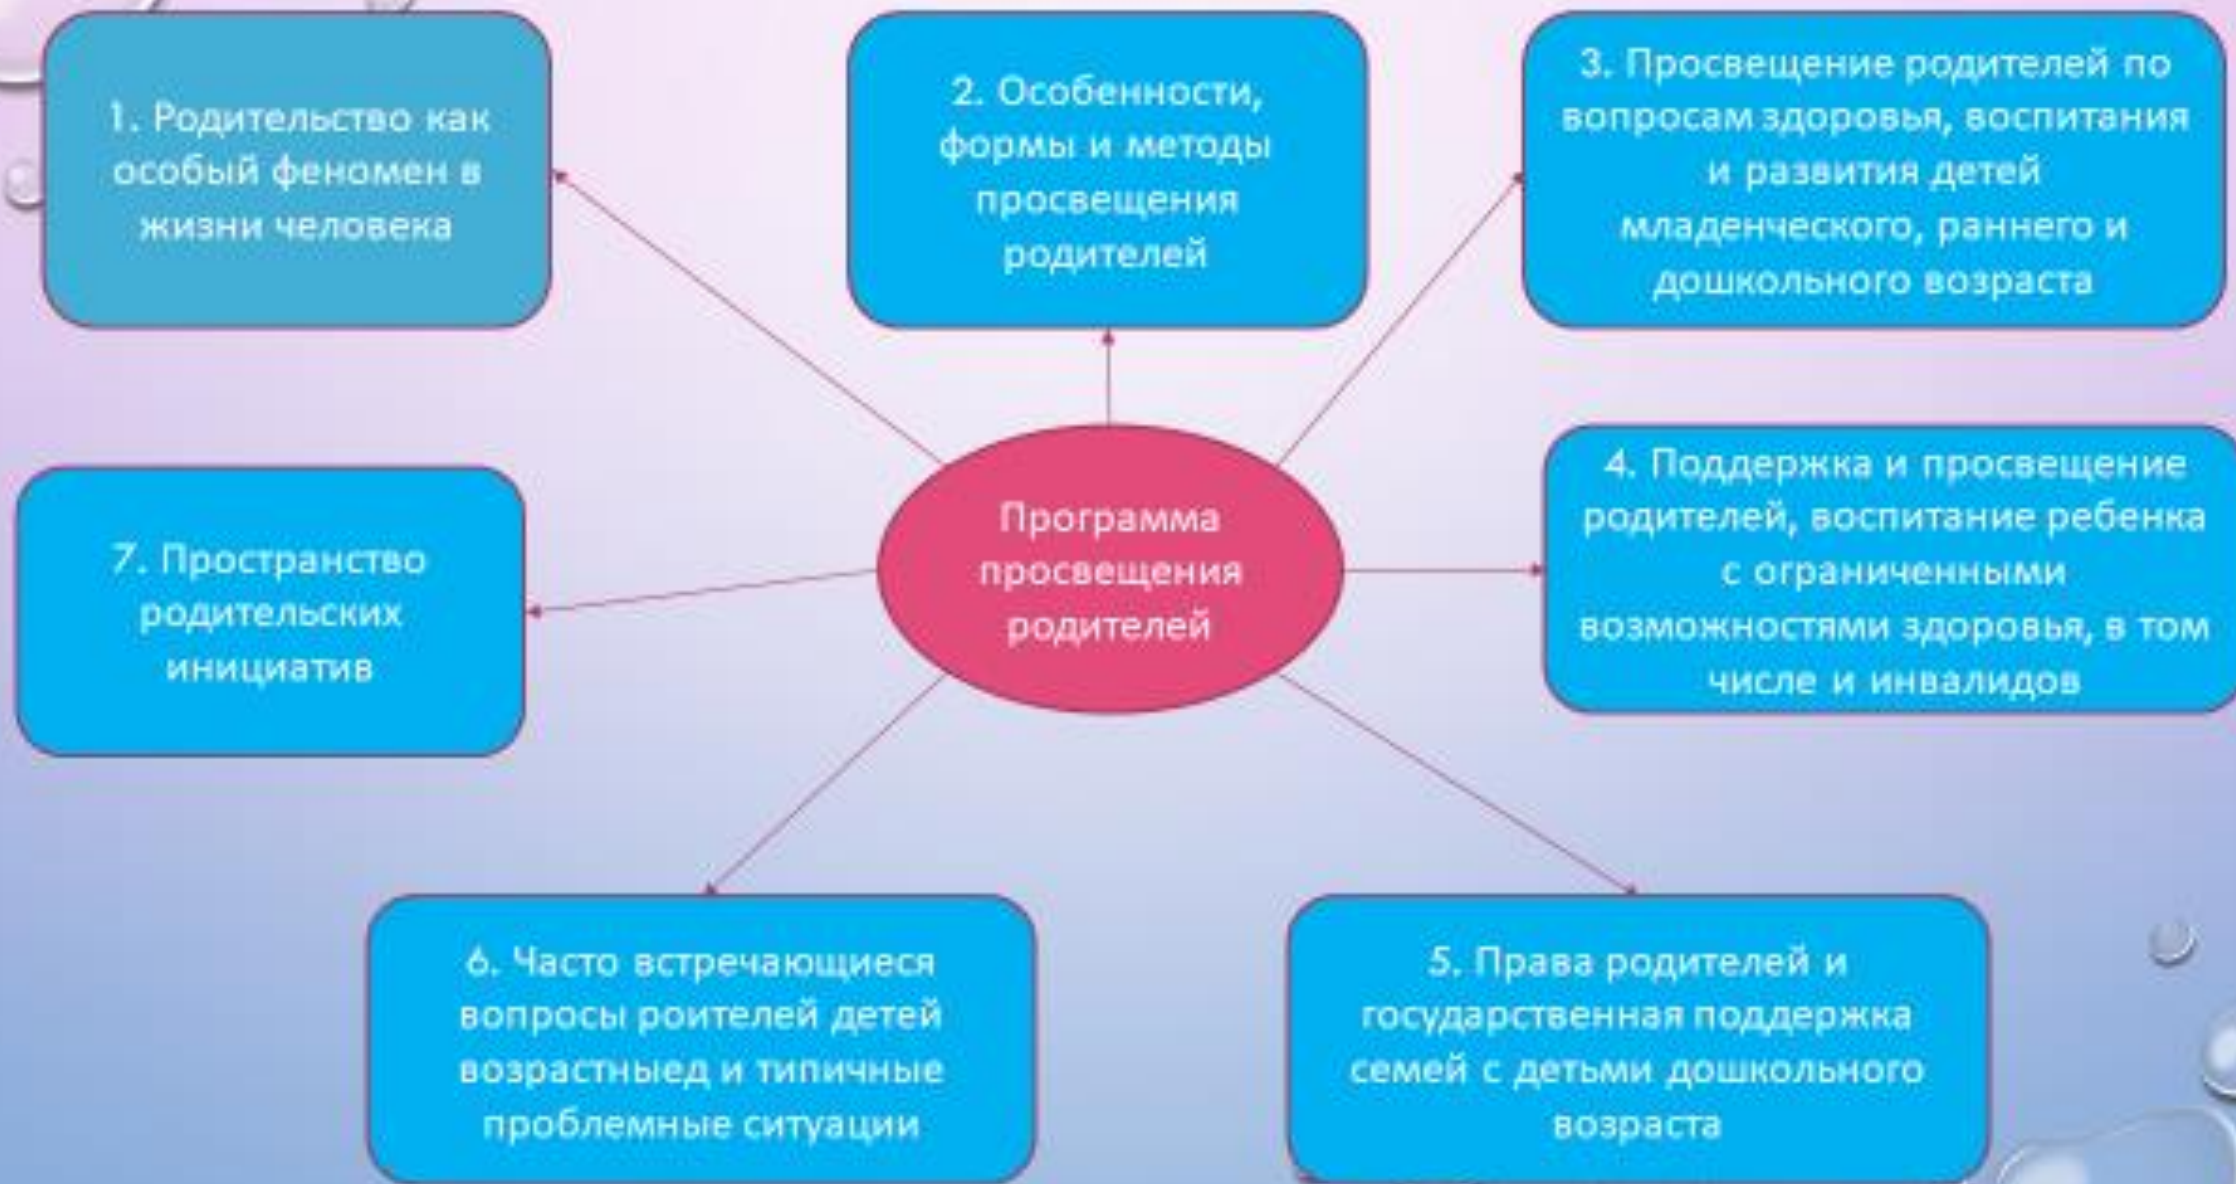 1. Родительство как
особый феномен в
жизни человека
2. Особенности,
формы и методы
просвещения
родителей
3. Просвещение родителей по
вопросам здоровья, воспитания
и развития детей
младенческого, раннего и
дошкольного возраста
Программа
просвещения
родителей
4. Поддержка и просвещение
родителей, воспитание ребенка
с ограниченными
возможностями здоровья, в том
числе и инвалидов
7. Пространство
родительских
инициатив
6. Часто встречающиеся
вопросы роителей детей
возрастныед и типичные
проблемные ситуации
5. Права родителей и
государственная поддержка
семей с детьми дошкольного
возраста